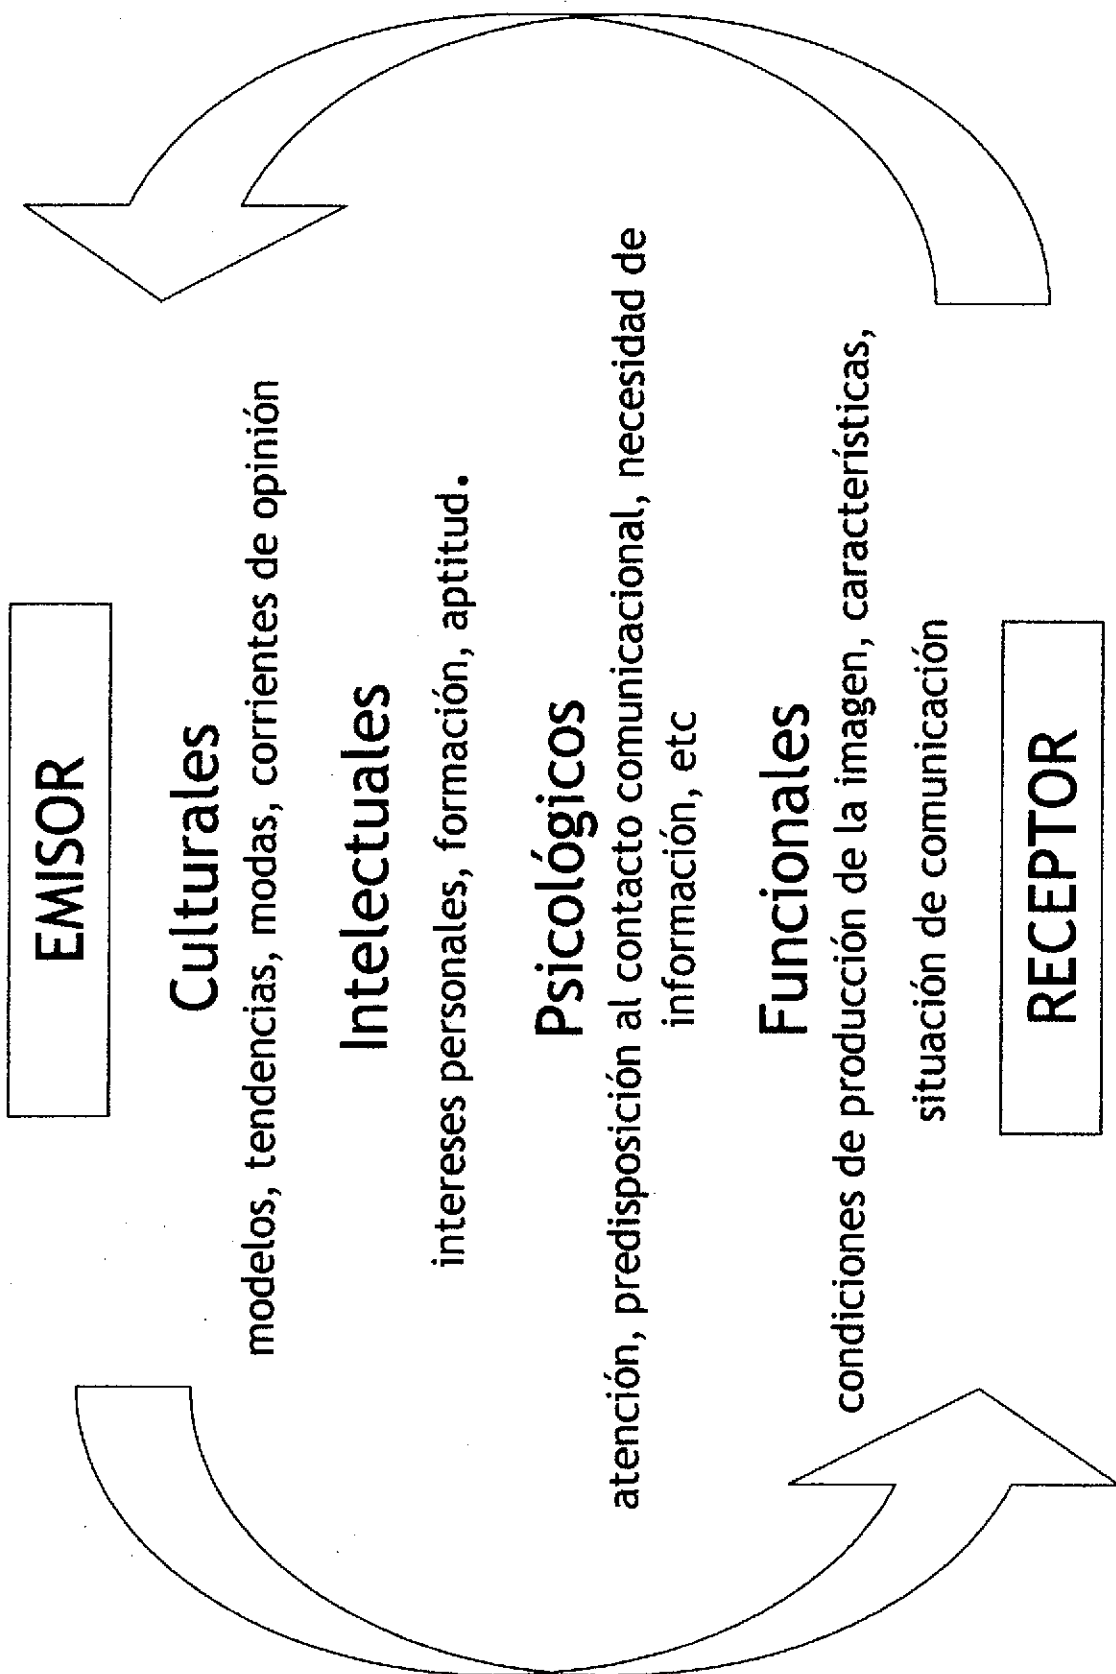 EMISOR
Culturales
modelos, tendencias, modas, corrientes de opinión
Intelectuales
intereses personales, formación, aptitud.
Psicológicos
atención, predisposición al contacto comunicacional, necesidad de
información, etc
Funcionales
condiciones de producción de la imagen, características,
situación de comunicación
RECEPTOR